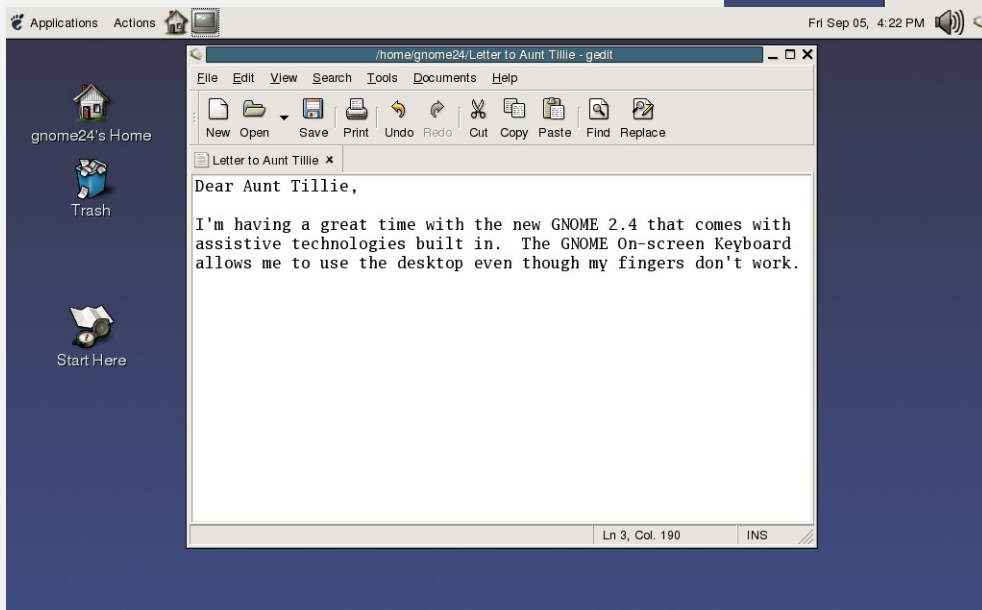 Applications Actions Fri Sep 05, 4:22 PM
/home/gnome24/Letter to Aunt Tillie - gedit
File Edit View Search Tools Documents Help
New Open Save Print Undo Redo Cut Copy Paste Find Replace
Letter to Aunt Tillie x
Dear Aunt Tillie,
I'm having a great time with the new GNOME 2.4 that comes with
assistive technologies built in.  The GNOME On-screen Keyboard
allows me to use the desktop even though my fingers don't work.
Ln 3, Col. 190 INS
gnome24's Home
Trash
Start Here